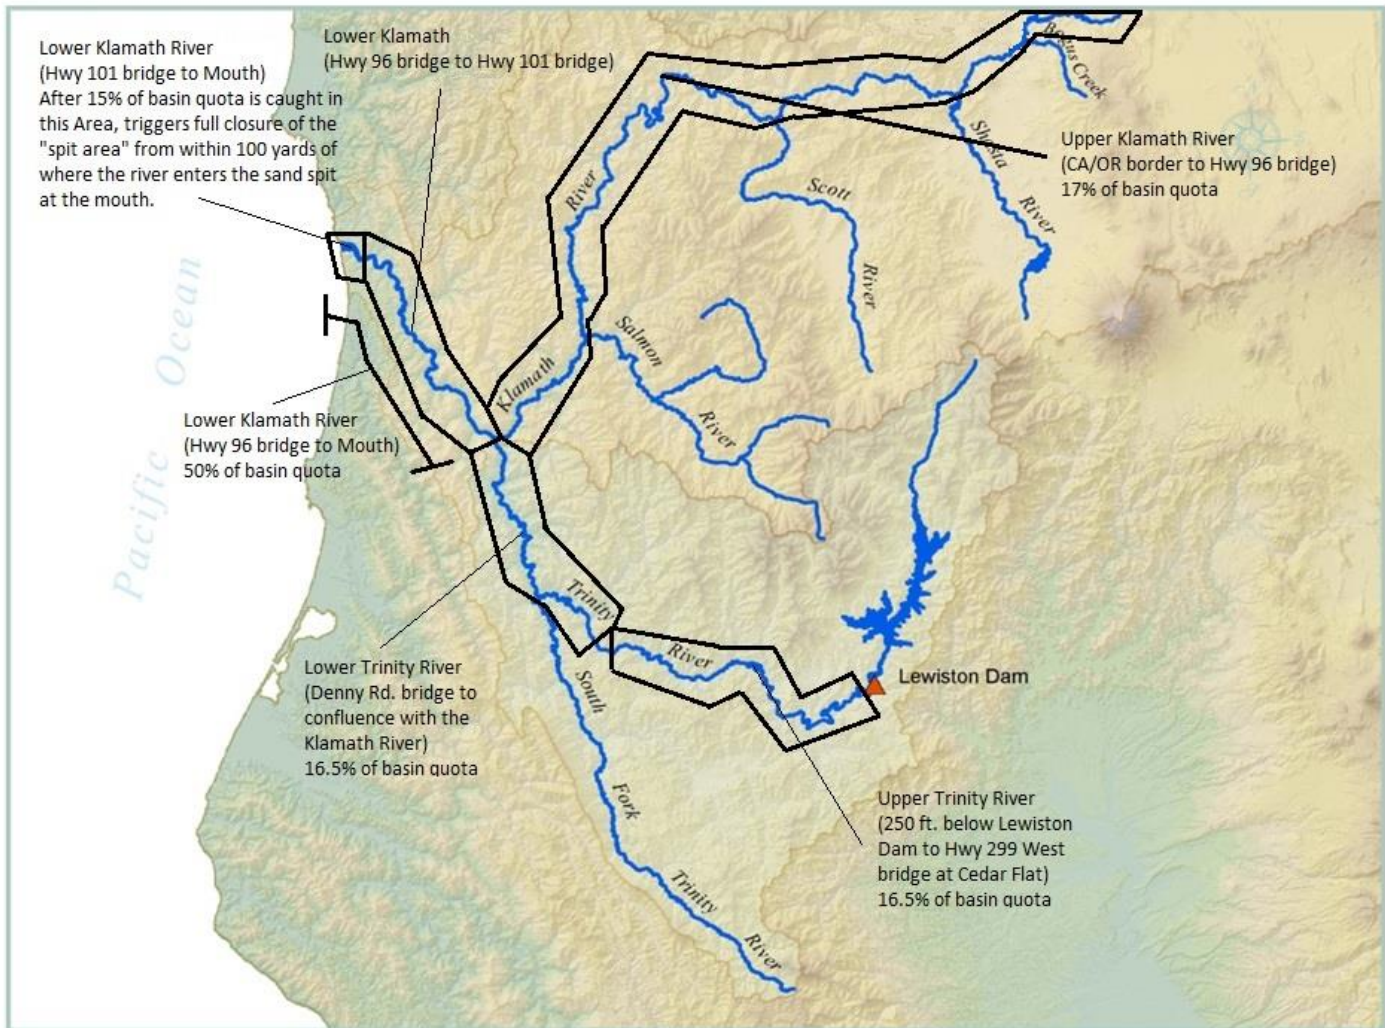 Lower Klamath River
(Hwy 101 bridge to Mouth)
After 15% of basin quota is caught in
this Area, triggers full closure of the
"spit area" from within 100 yards of
where the river enters the sand spit
at the mouth.
Lower Klamath
(Hwy 96 bridge to Hwy 101 bridge)
Bogus Creek
Upper Klamath River
(CA/OR border to Hwy 96 bridge)
17% of basin quota
Shasta
River
Scott
River
River
Klamath
Salmon
River
Pacific Ocean
Lower Klamath River
(Hwy 96 bridge to Mouth)
50% of basin quota
Trinity
River
Lewiston Dam
Lower Trinity River
(Denny Rd. bridge to
confluence with the
Klamath River)
16.5% of basin quota
South
Fork
Trinity
River
Upper Trinity River
(250 ft. below Lewiston
Dam to Hwy 299 West
bridge at Cedar Flat)
16.5% of basin quota